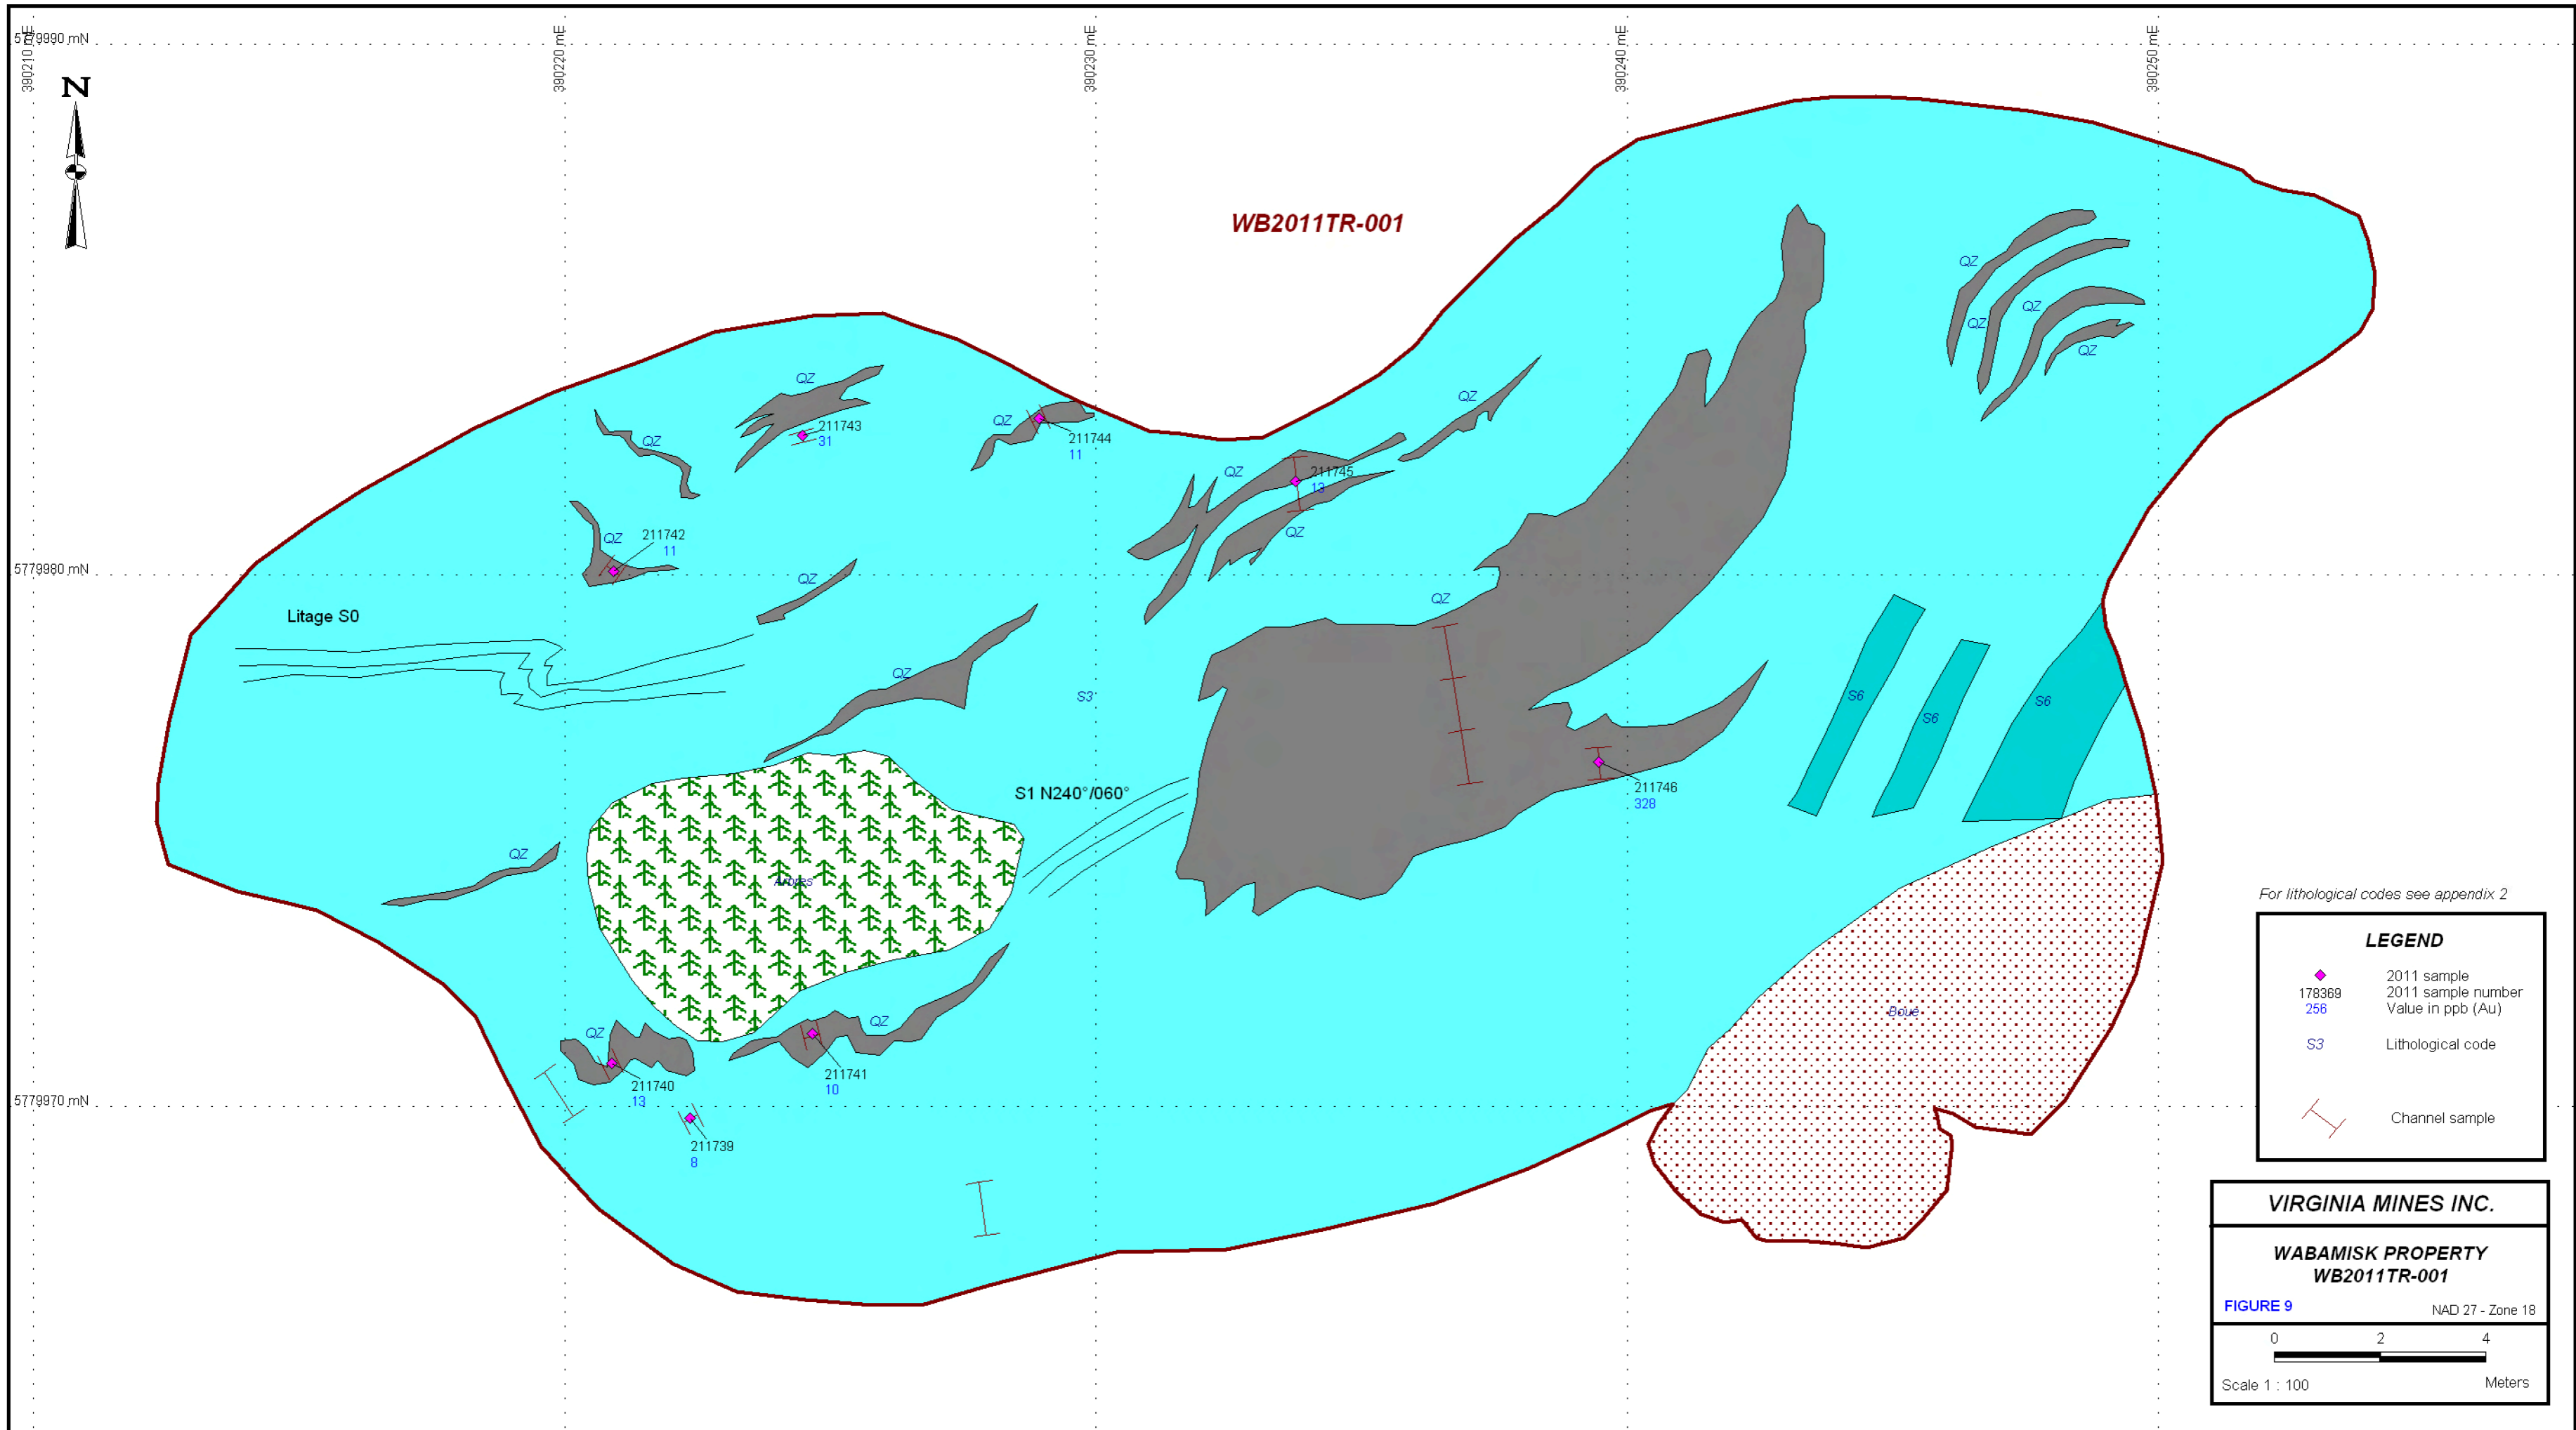 390210 mE
390220 mE
390230 mE
390240 mE
390250 mE
5779990 mN
N
WB2011TR-001
QZ
QZ
QZ
QZ
QZ
QZ
QZ
211743
31
QZ
211744
11
QZ
QZ
211745
13
QZ
QZ
211742
11
5779980 mN
QZ
QZ
Litage S0
QZ
S3
S6
S6
S6
S1 N240°/060°
211746
328
QZ
Arbres
For lithological codes see appendix 2
LEGEND
2011 sample
178369
2011 sample number
256
Value in ppb (Au)
S3
Lithological code
Channel sample
Boue
QZ
QZ
211740
13
211741
10
5779970 mN
211739
8
VIRGINIA MINES INC.
WABAMISK PROPERTY
WB2011TR-001
FIGURE 9
NAD 27 - Zone 18
0 2 4
Scale 1 : 100
Meters